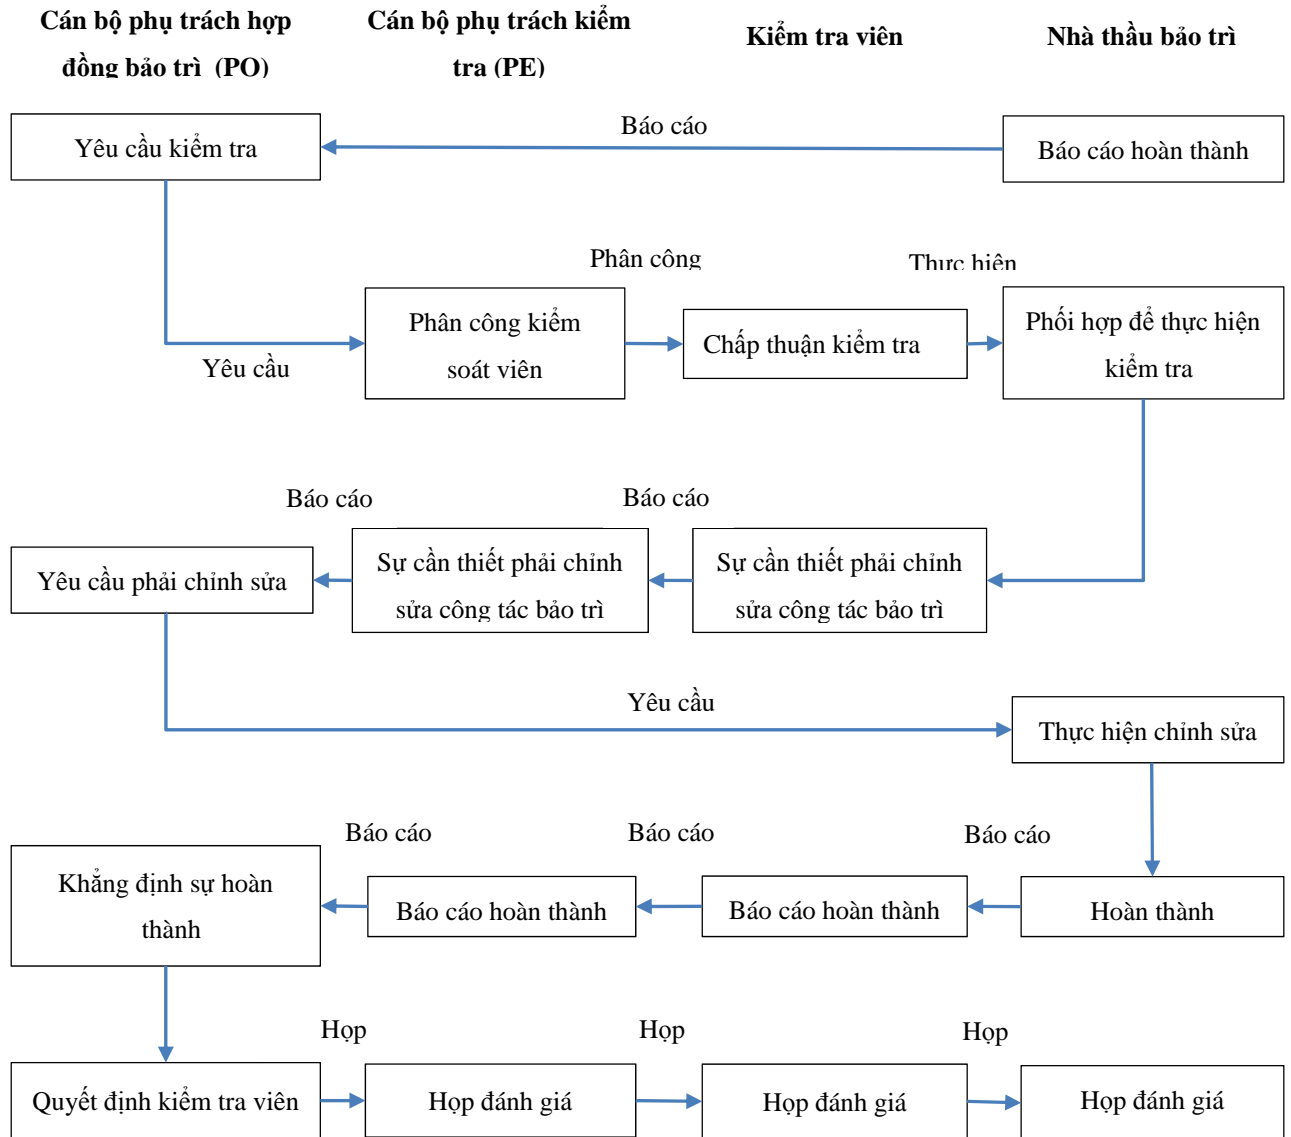 Cán bộ phụ trách hợp
đồng bảo trì (PO)
Cán bộ phụ trách kiểm
tra (PE)
Kiểm tra viên
Nhà thầu bảo trì
Báo cáo
Yêu cầu kiểm tra
Báo cáo hoàn thành
Phân công
Thực hiện
Phân công kiểm
soát viên
Chấp thuận kiểm tra
Phối hợp để thực hiện
kiểm tra
Yêu cầu
Báo cáo
Báo cáo
Yêu cầu phải chỉnh sửa
Sự cần thiết phải chỉnh
sửa công tác bảo trì
Sự cần thiết phải chỉnh
sửa công tác bảo trì
Yêu cầu
Thực hiện chỉnh sửa
Báo cáo
Báo cáo
Báo cáo
Khẳng định sự hoàn
thành
Báo cáo hoàn thành
Báo cáo hoàn thành
Hoàn thành
Họp
Họp
Họp
Quyết định kiểm tra viên
Họp đánh giá
Họp đánh giá
Họp đánh giá